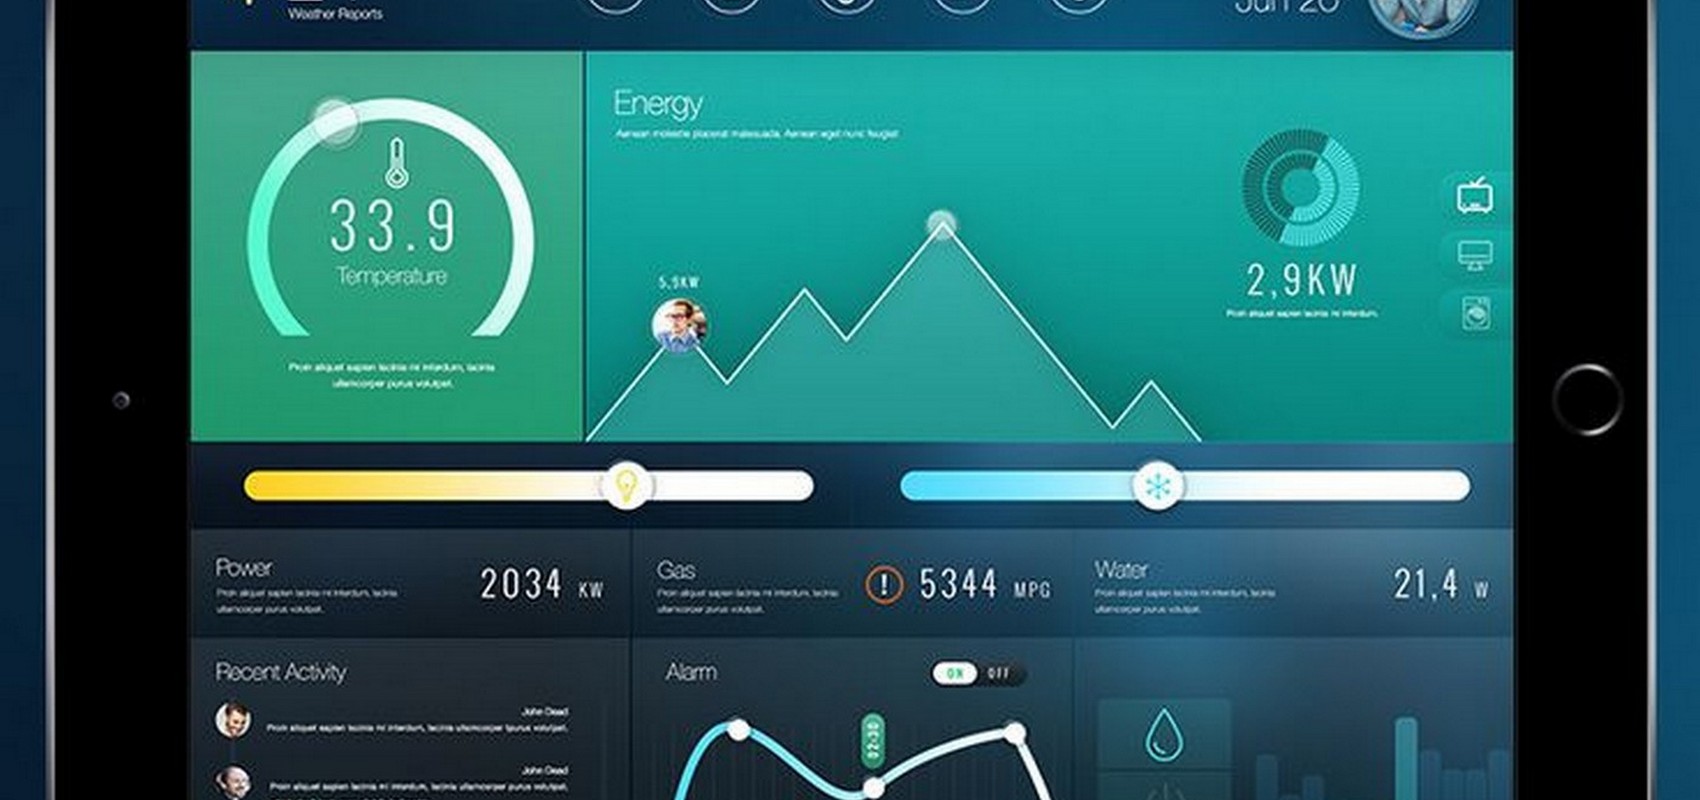 Weather Reports
Jun 20
Energy
Aenean molestie placerat malesuada. Aenean eget nunc feugiat
33.9
Temperature
Proin aliquet sapien lacinia mi interdum, lacinia
ullamcorper purus volutpat.
5,9KW
2,9KW
Proin aliquet sapien lacinia mi interdum.
Power
Proin aliquet sapien lacinia mi interdum, lacinia
ullamcorper purus volutpat.
2034 KW
Gas
Proin aliquet sapien lacinia mi interdum, lacinia
ullamcorper purus volutpat.
! 5344 MPG
Water
Proin aliquet sapien lacinia mi interdum, lacinia
ullamcorper purus volutpat.
21,4 W
Recent Activity
John Dead
Proin aliquet sapien lacinia mi interdum, lacinia ullamcorper purus volutpat.
John Dead
Proin aliquet sapien lacinia mi interdum, lacinia ullamcorper purus volutpat.
Alarm
ON OFF
02:30